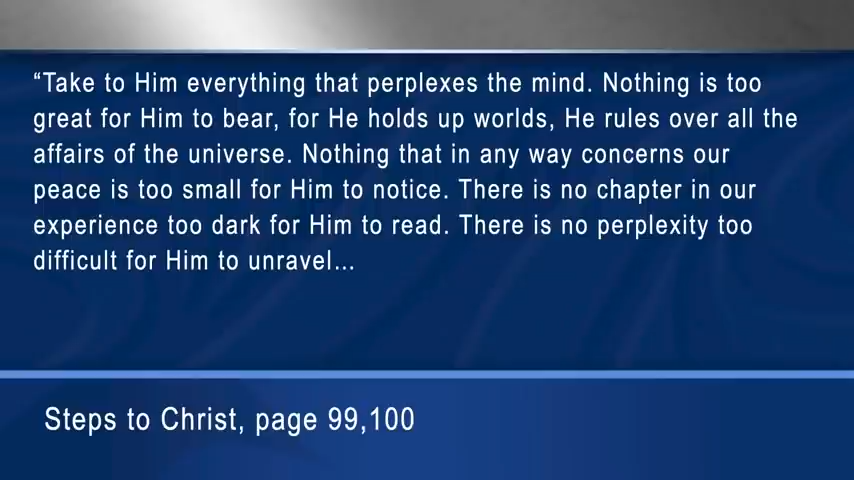 “Take to Him everything that perplexes the mind. Nothing is too
great for Him to bear, for He holds up worlds, He rules over all the
affairs of the universe. Nothing that in any way concerns our
peace is too small for Him to notice. There is no chapter in our
experience too dark for Him to read. There is no perplexity too
difficult for Him to unravel...
Steps to Christ, page 99,100